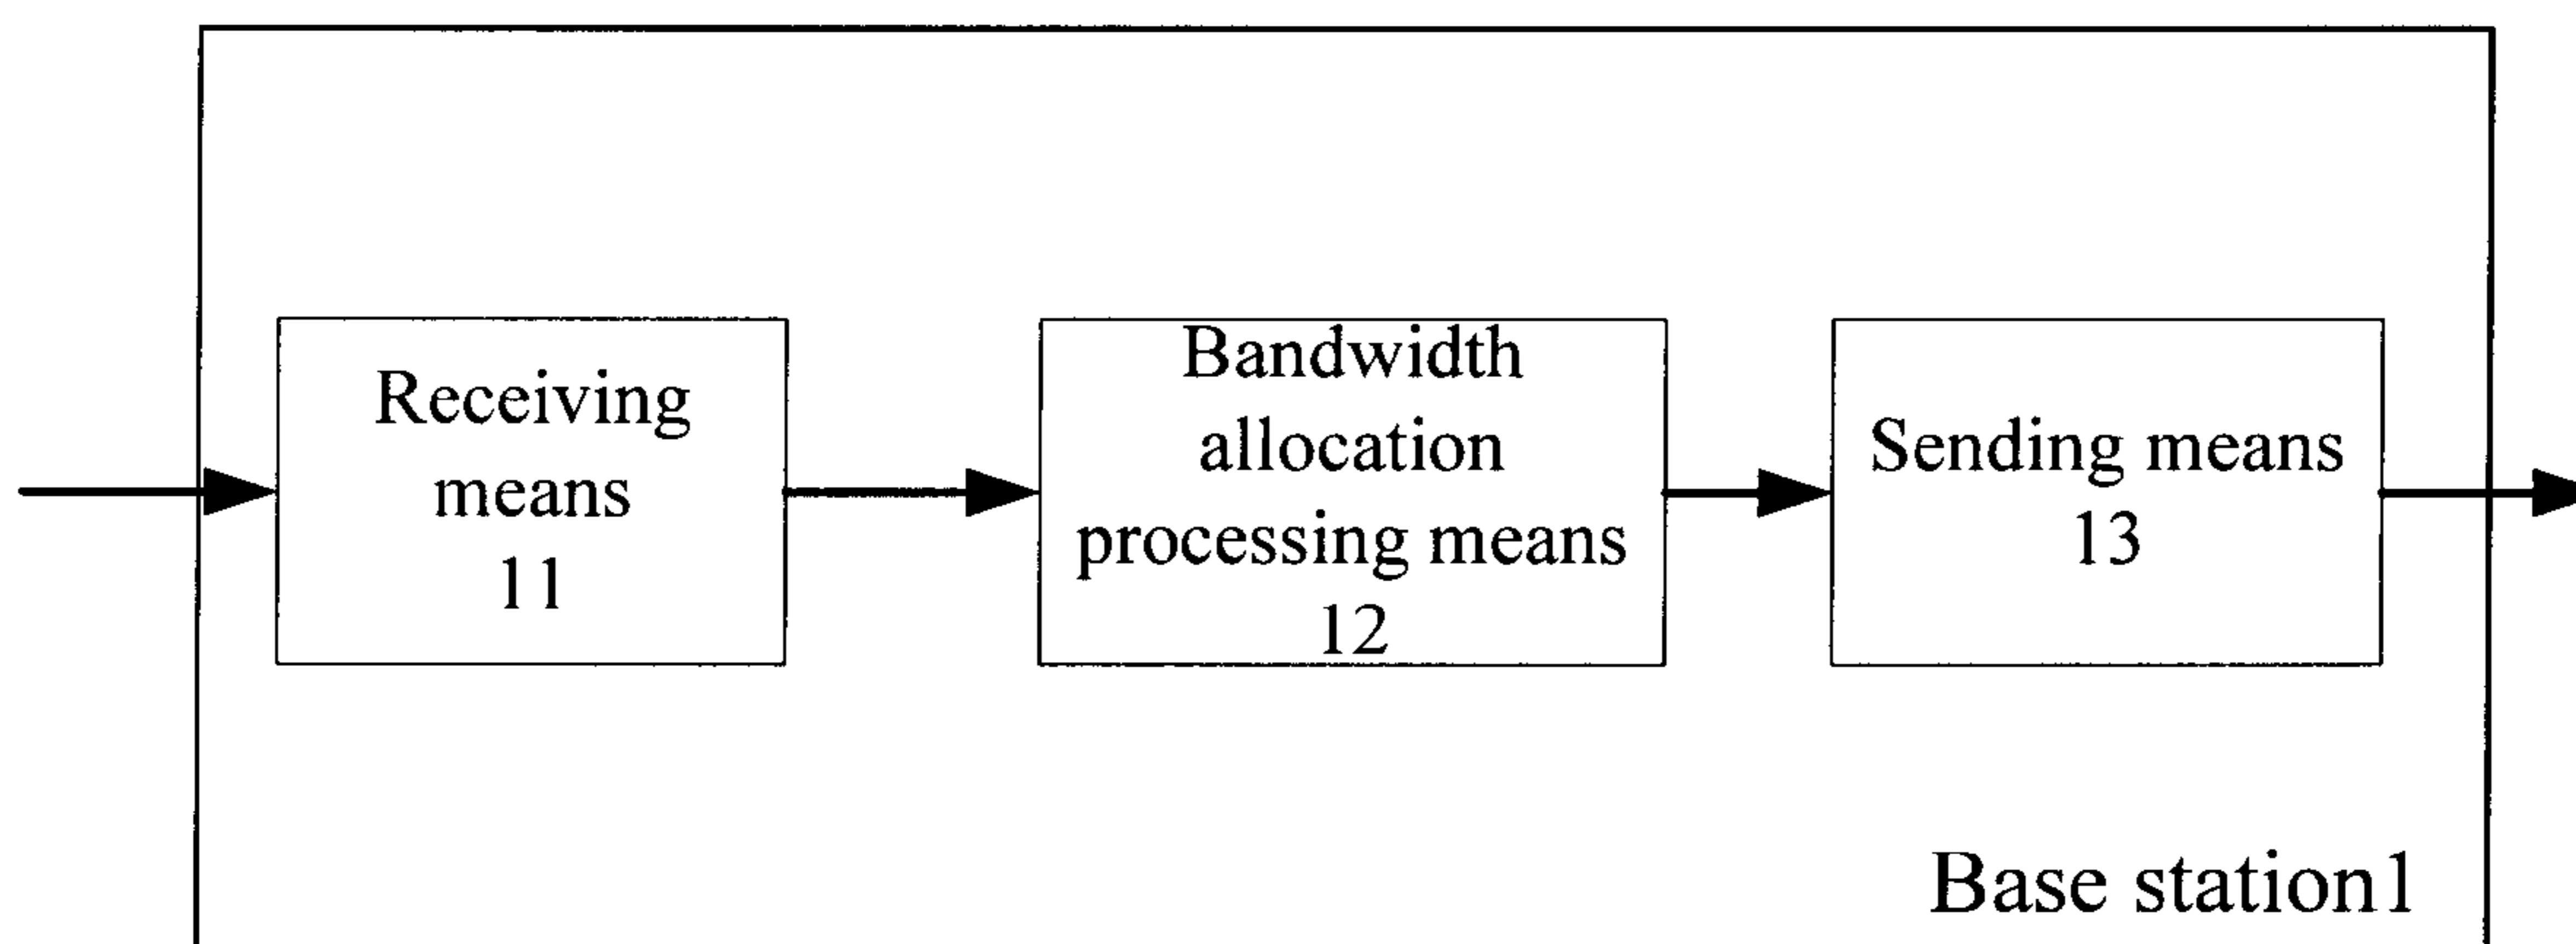 Receiving
means
11
Bandwidth
allocation
processing means
12
Sending means
13
Base station1